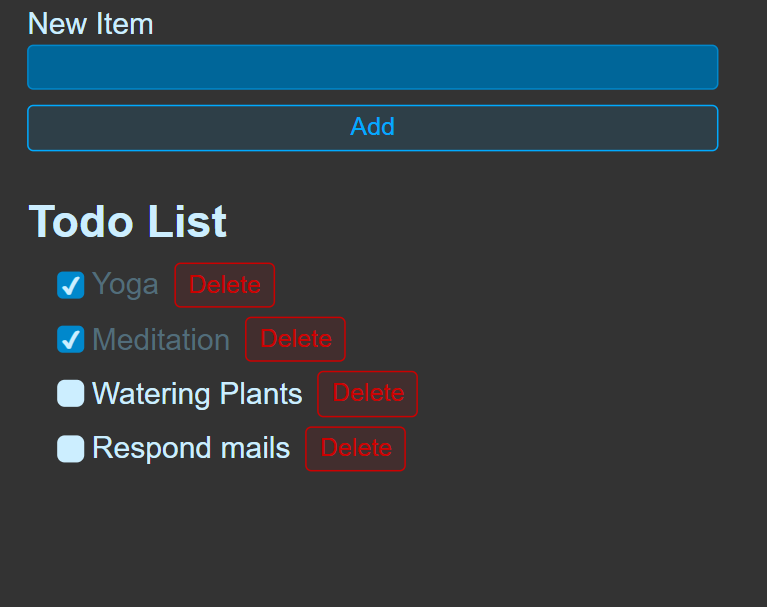 New Item
Add
Todo List
Yoga Delete
Meditation Delete
Watering Plants Delete
Respond mails Delete